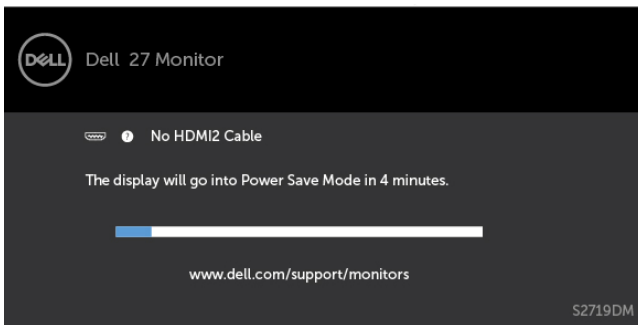 DELL
Dell 27 Monitor
? No HDMI2 Cable
The display will go into Power Save Mode in 4 minutes.
www.dell.com/support/monitors
S2719DM